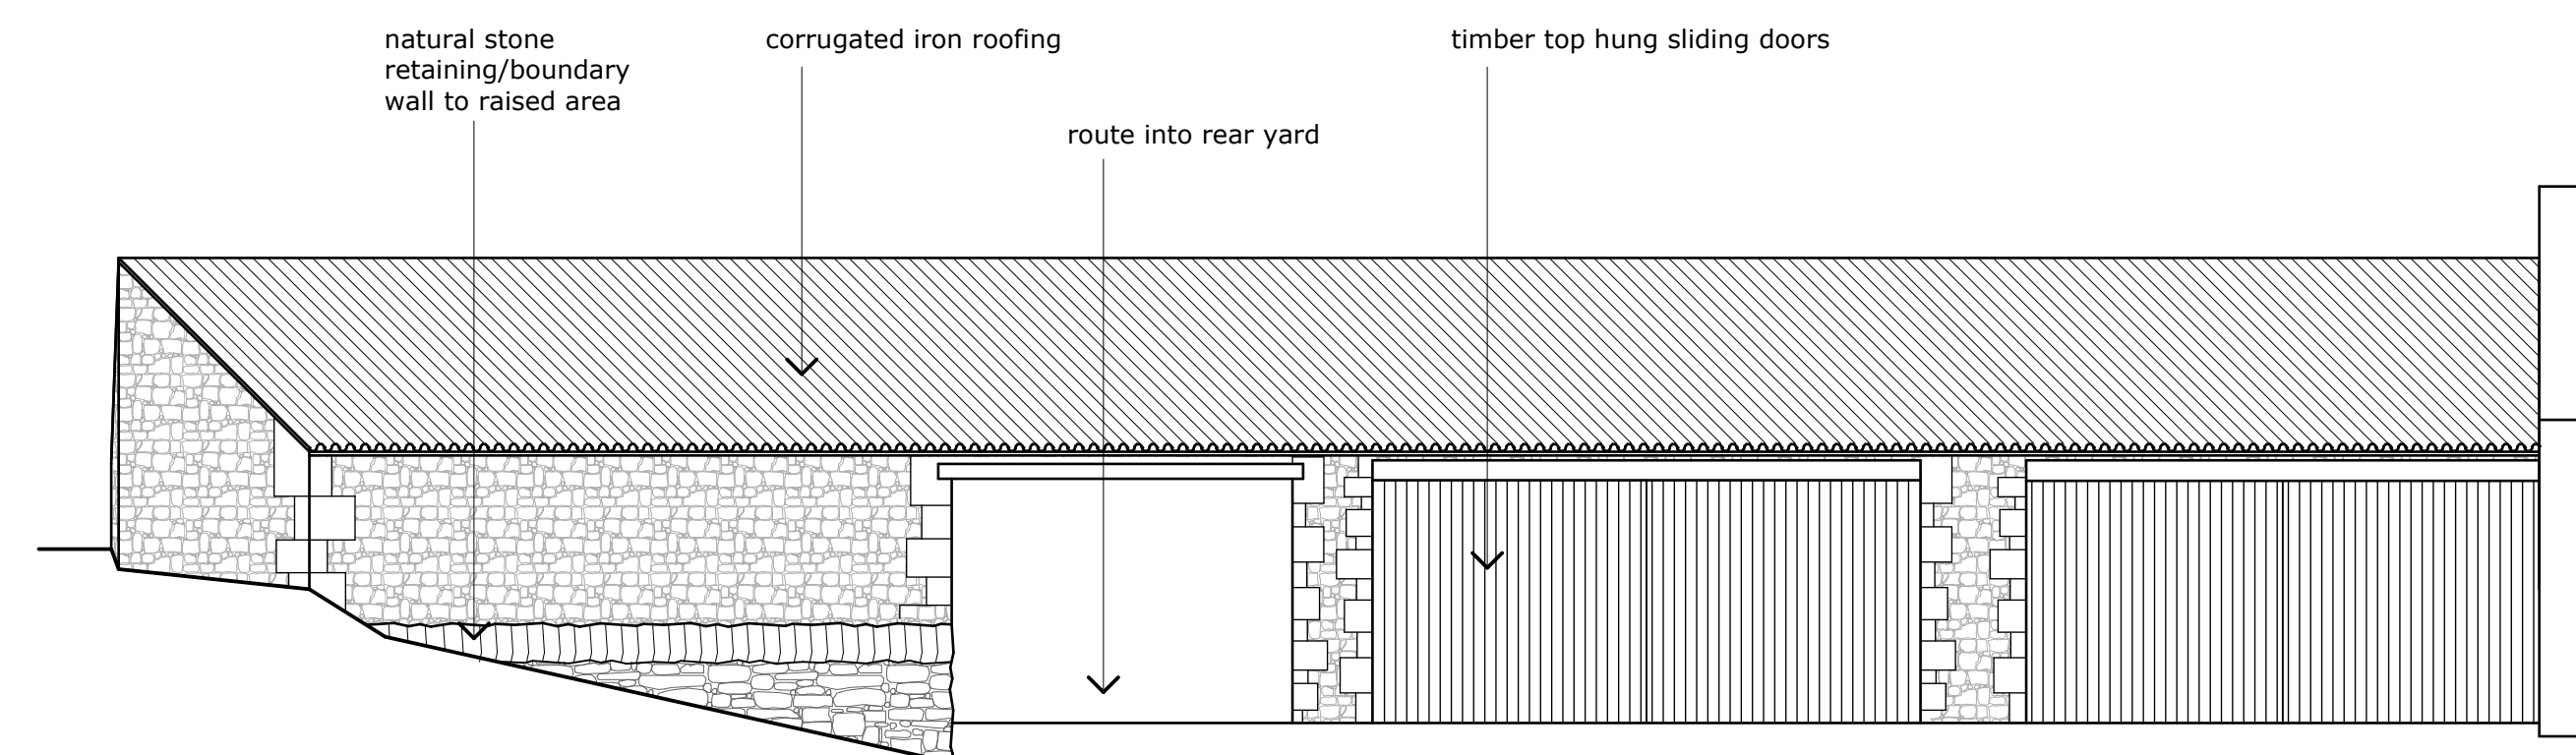 natural stone
retaining/boundary
wall to raised area
corrugated iron roofing
route into rear yard
timber top hung sliding doors